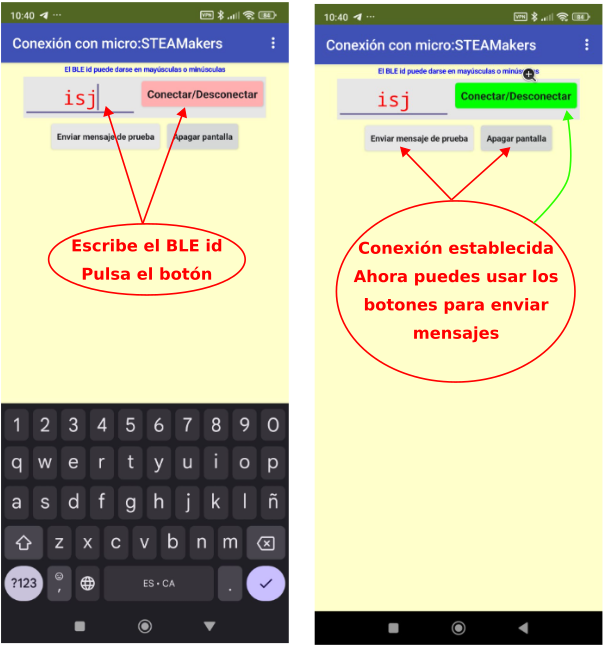 10:40
VPN
Conexión con micro:STEAMakers
El BLE id puede darse en mayúsculas o minúsculas
isj
Conectar/Desconectar
Enviar mensaje de prueba
Apagar pantalla
Escribe el BLE id
Pulsa el botón
1 2 3 4 5 6 7 8 9 0
q w e r t y u i o p
a s d f g h j k l ñ
z x c v b n m
?123 , ES • CA .
10:40
VPN
Conexión con micro:STEAMakers
El BLE id puede darse en mayúsculas o minúsculas
isj
Conectar/Desconectar
Enviar mensaje de prueba
Apagar pantalla
Conexión establecida
Ahora puedes usar los
botones para enviar
mensajes